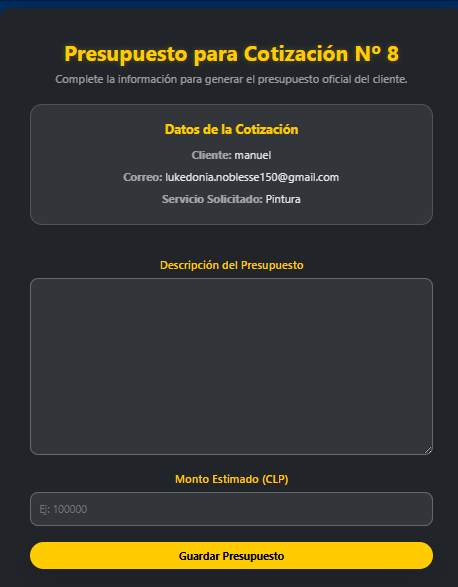 Presupuesto para Cotización Nº 8
Complete la información para generar el presupuesto oficial del cliente.
Datos de la Cotización
Cliente: manuel
Correo: lukedonia.noblesse150@gmail.com
Servicio Solicitado: Pintura
Descripción del Presupuesto
Monto Estimado (CLP)
Ej: 100000
Guardar Presupuesto